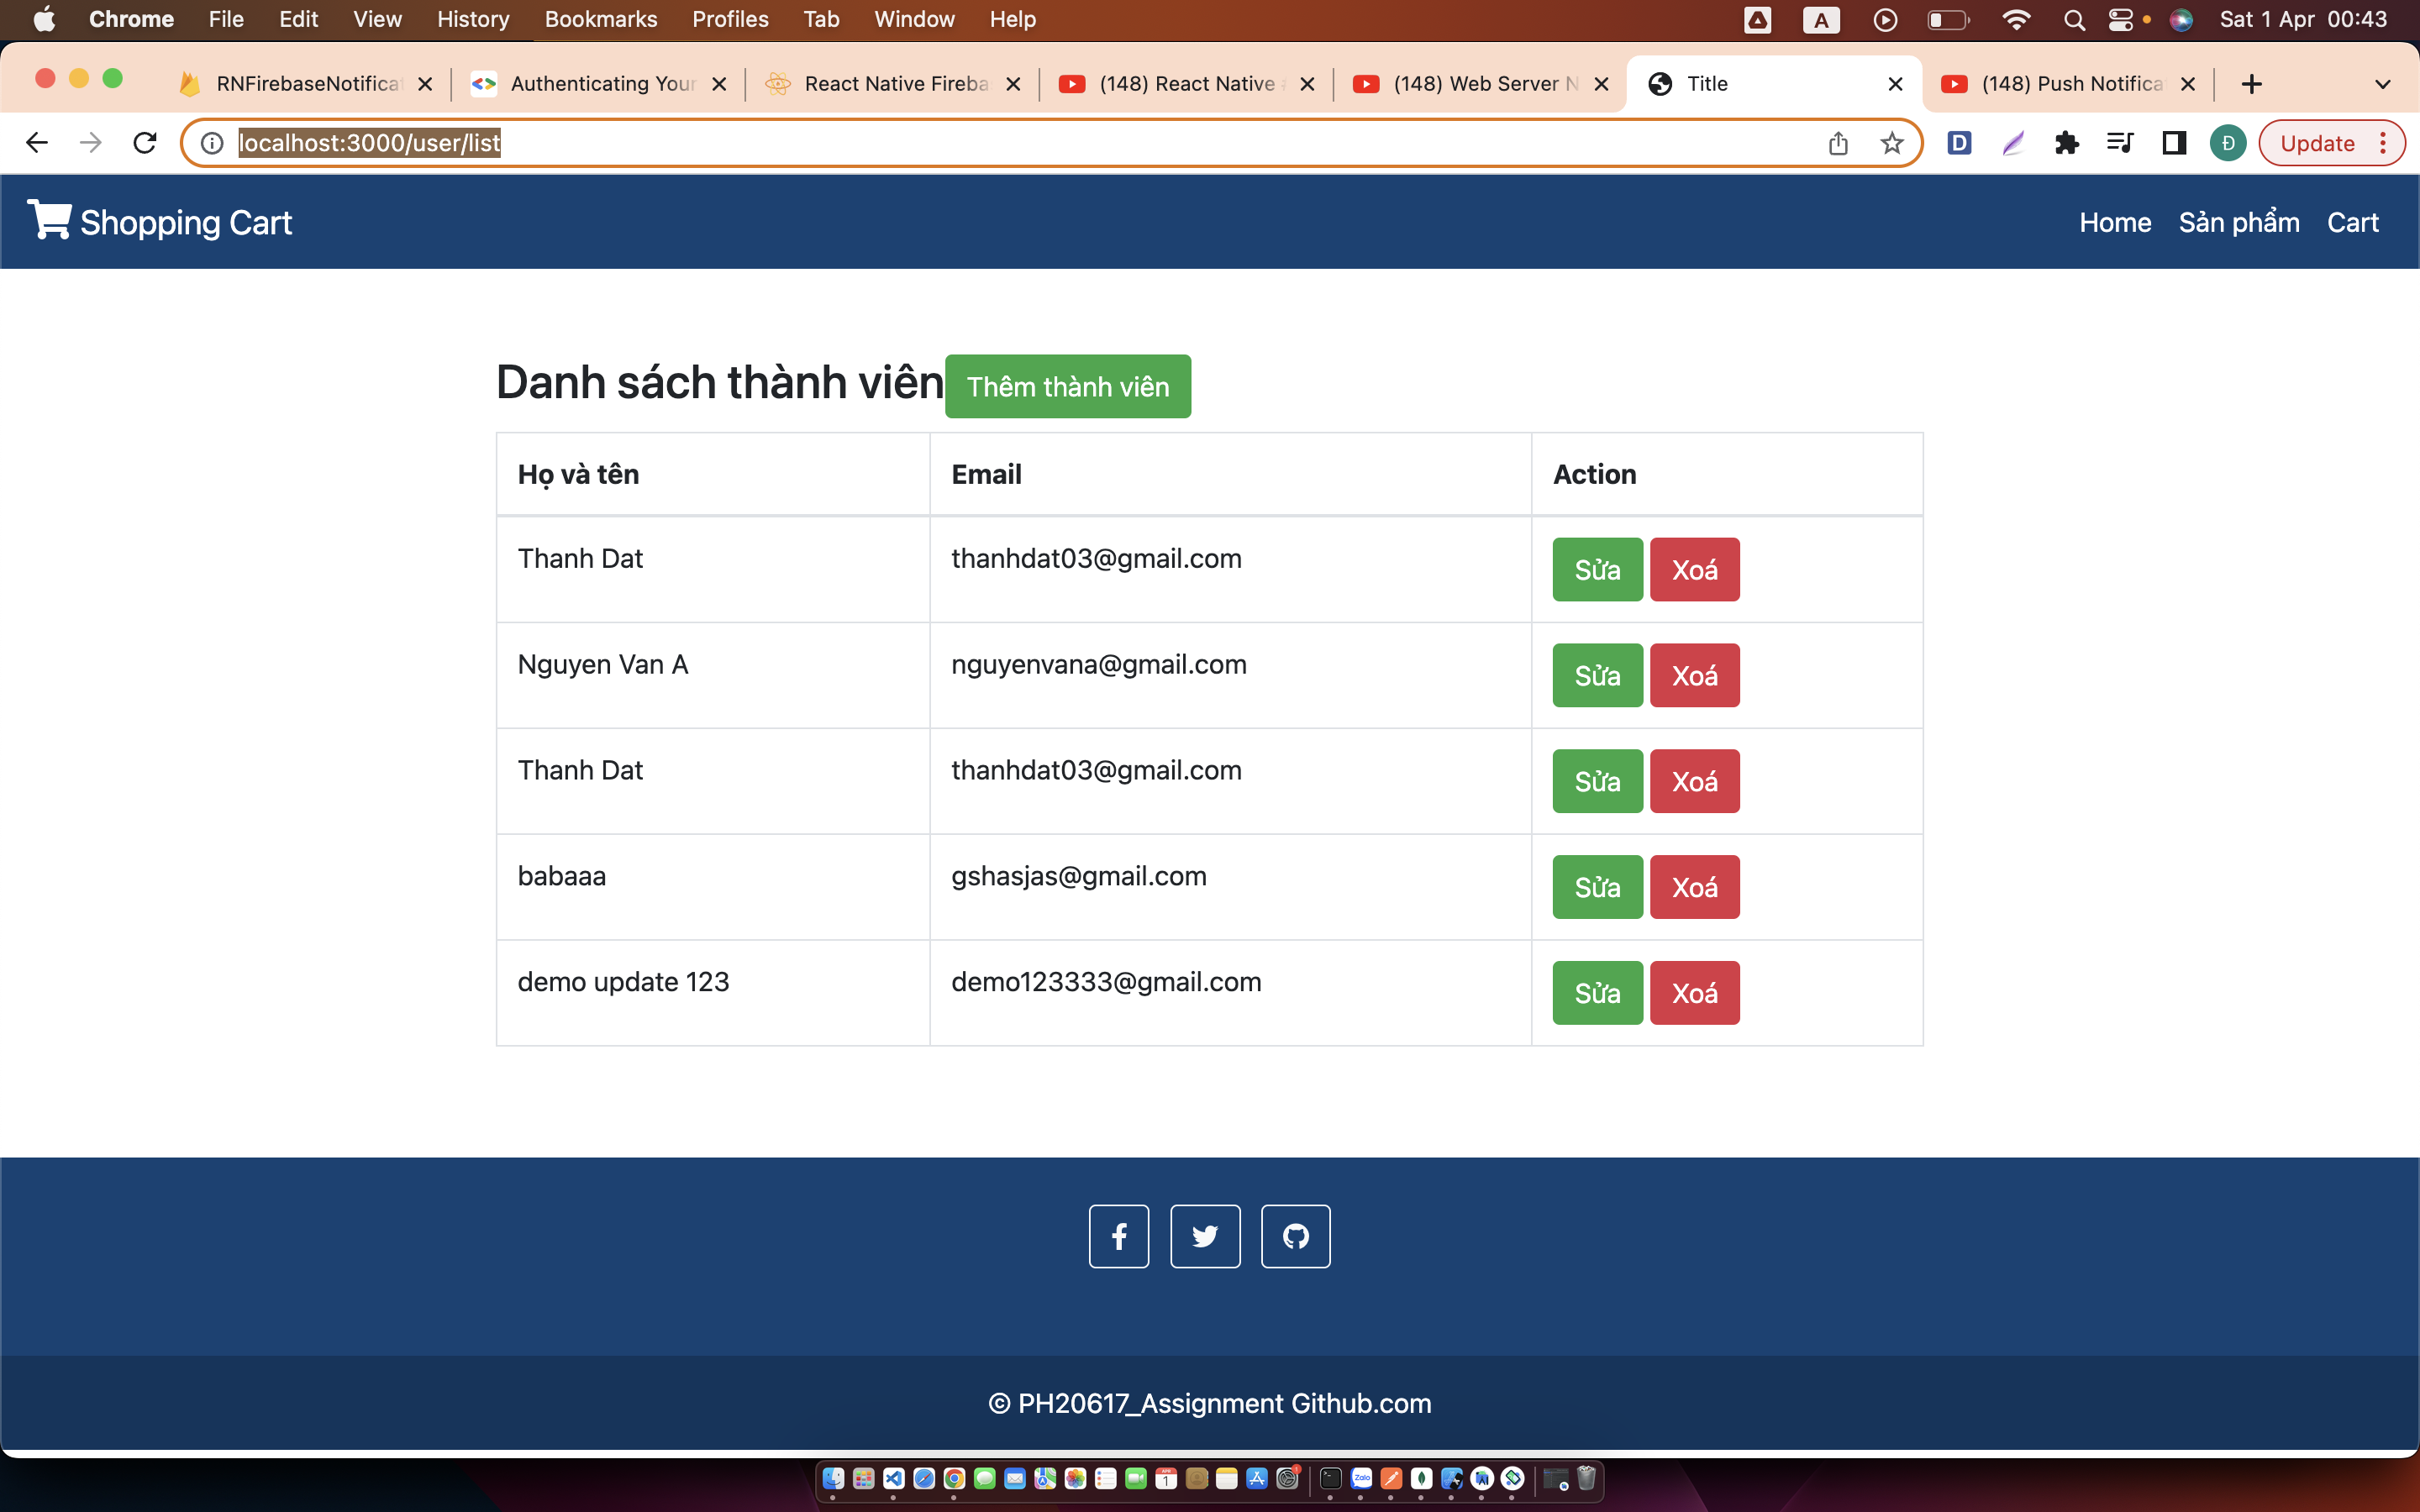 Chrome File Edit View History Bookmarks Profiles Tab Window Help A Sat 1 Apr 00:43
RNFirebaseNotificat Authenticating Your React Native Fireba (148) React Native (148) Web Server N Title (148) Push Notifica
localhost:3000/user/list D Đ Update
Shopping Cart Home Sản phẩm Cart
Danh sách thành viên Thêm thành viên
Họ và tên Email Action
Thanh Dat thanhdat03@gmail.com Sửa Xoá
Nguyen Van A nguyenvana@gmail.com Sửa Xoá
Thanh Dat thanhdat03@gmail.com Sửa Xoá
babaaa gshasjas@gmail.com Sửa Xoá
demo update 123 demo123333@gmail.com Sửa Xoá
© PH20617_Assignment Github.com
Zalo